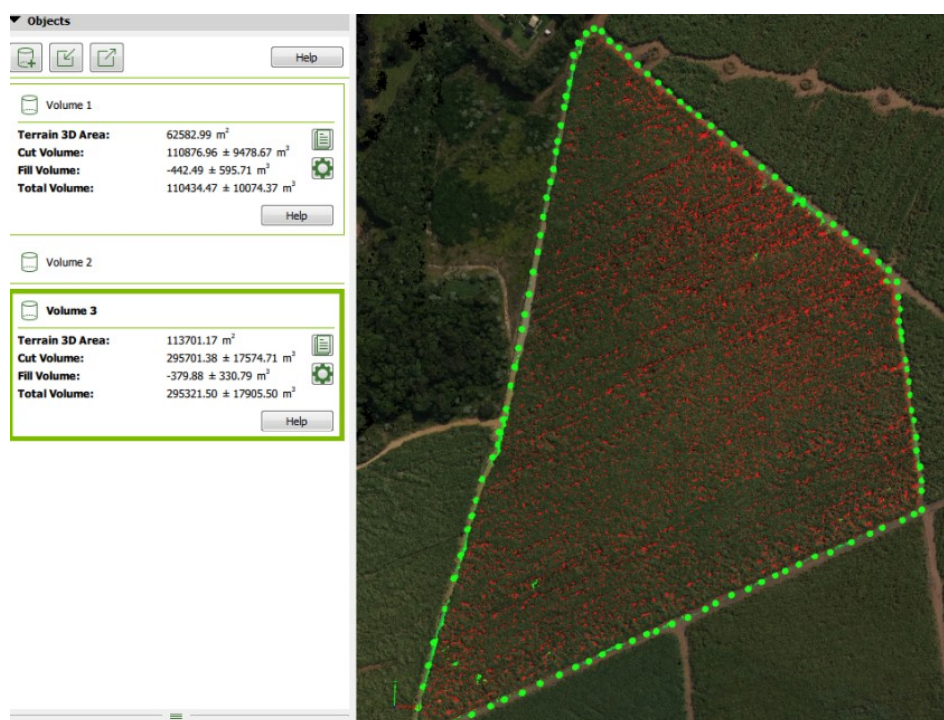 Objects
Help
Volume 1
Terrain 3D Area: 62582.99 m²
Cut Volume: 110876.96 ± 9478.67 m³
Fill Volume: -442.49 ± 595.71 m³
Total Volume: 110434.47 ± 10074.37 m³
Help
Volume 2
Volume 3
Terrain 3D Area: 113701.17 m²
Cut Volume: 295701.38 ± 17574.71 m³
Fill Volume: -379.88 ± 330.79 m³
Total Volume: 295321.50 ± 17905.50 m³
Help